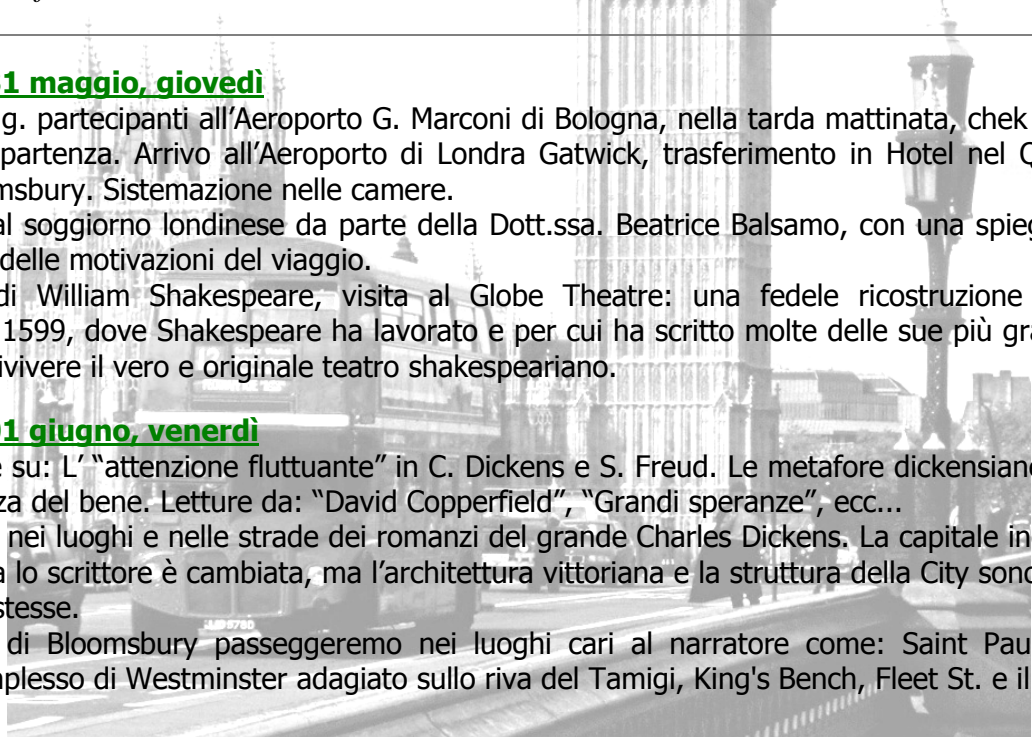 1 maggio, giovedì
g. partecipanti all'Aeroporto G. Marconi di Bologna, nella tarda mattinata, chek
partenza. Arrivo all'Aeroporto di Londra Gatwick, trasferimento in Hotel nel Q
msbury. Sistemazione nelle camere.
al soggiorno londinese da parte della Dott.ssa. Beatrice Balsamo, con una spieg
delle motivazioni del viaggio.
di William Shakespeare, visita al Globe Theatre: una fedele ricostruzione
1599, dove Shakespeare ha lavorato e per cui ha scritto molte delle sue più gra
ivivere il vero e originale teatro shakespeariano.
1 giugno, venerdì
e su: L' "attenzione fluttuante" in C. Dickens e S. Freud. Le metafore dickensiane
za del bene. Letture da: "David Copperfield", "Grandi speranze", ecc...
nei luoghi e nelle strade dei romanzi del grande Charles Dickens. La capitale in
a lo scrittore è cambiata, ma l'architettura vittoriana e la struttura della City sono
stesse.
di Bloomsbury passeggeremo nei luoghi cari al narratore come: Saint Pau
plesso di Westminster adagiato sullo riva del Tamigi, King's Bench, Fleet St. e il